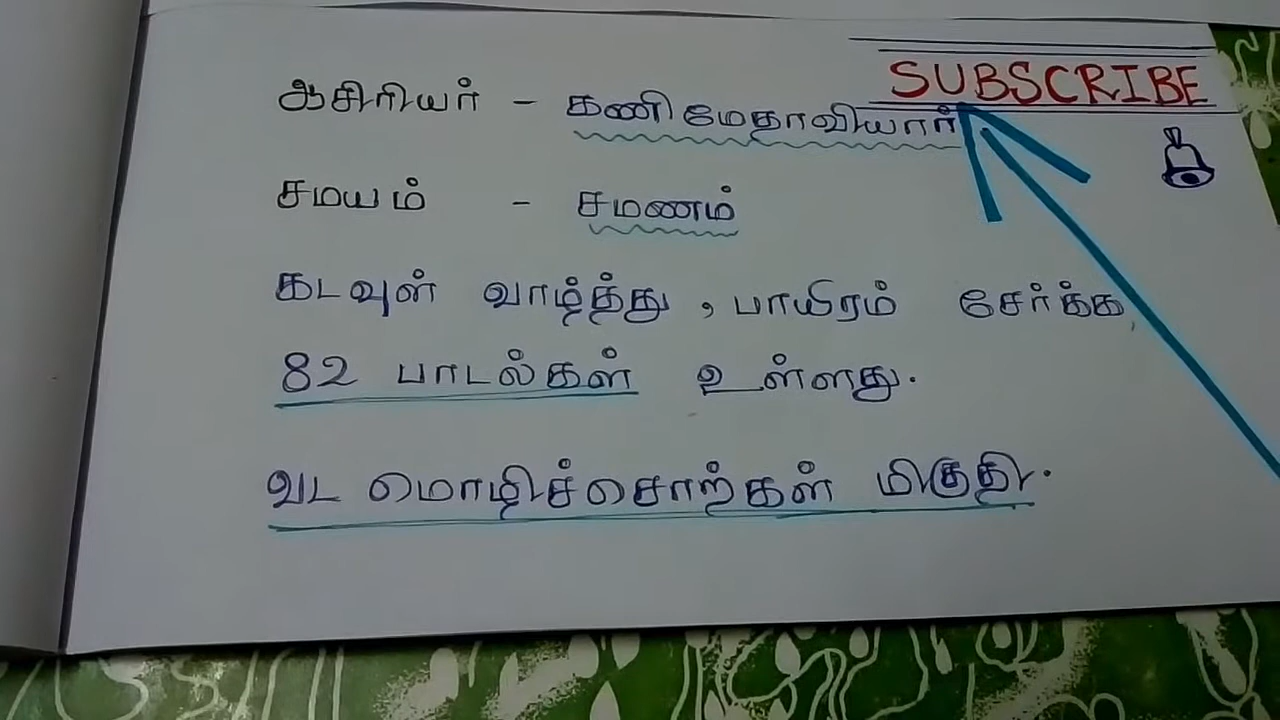 SUBSCRIBE
ஆசிரியர் - கணிமேதாவியார்
சமயம் - சமணம்
கடவுள் வாழ்த்து , பாயிரம் சேர்க்க
82 பாடல்கள் உள்ளது.
வட மொழிச்சொற்கள் மிகுதி.